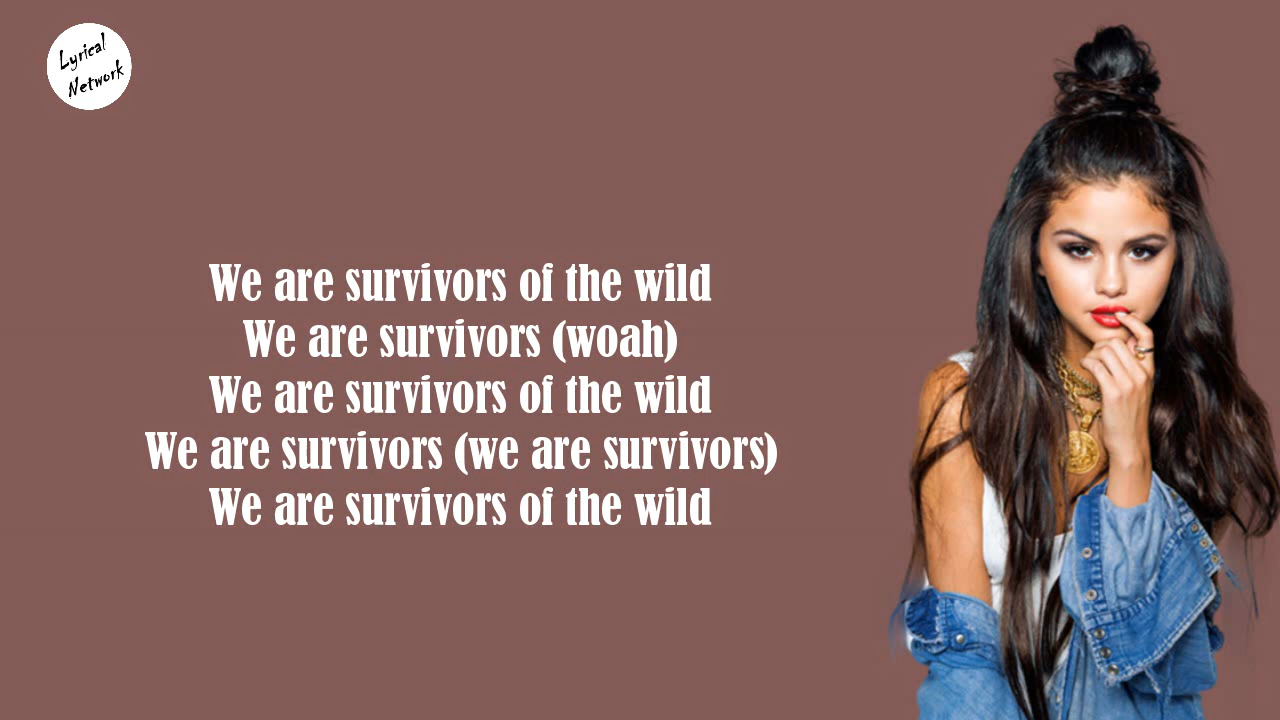 Lyrical
Network
We are survivors of the wild
We are survivors (woah)
We are survivors of the wild
We are survivors (we are survivors)
We are survivors of the wild